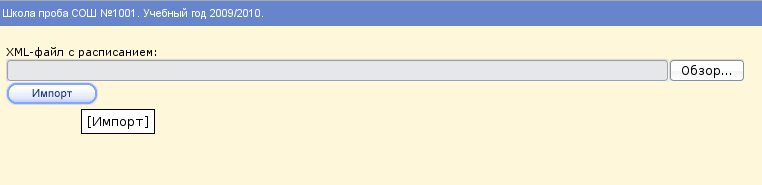 Школа проба СОШ №1001. Учебный год 2009/2010.
XML-файл с расписанием:
Обзор...
Импорт
[Импорт]